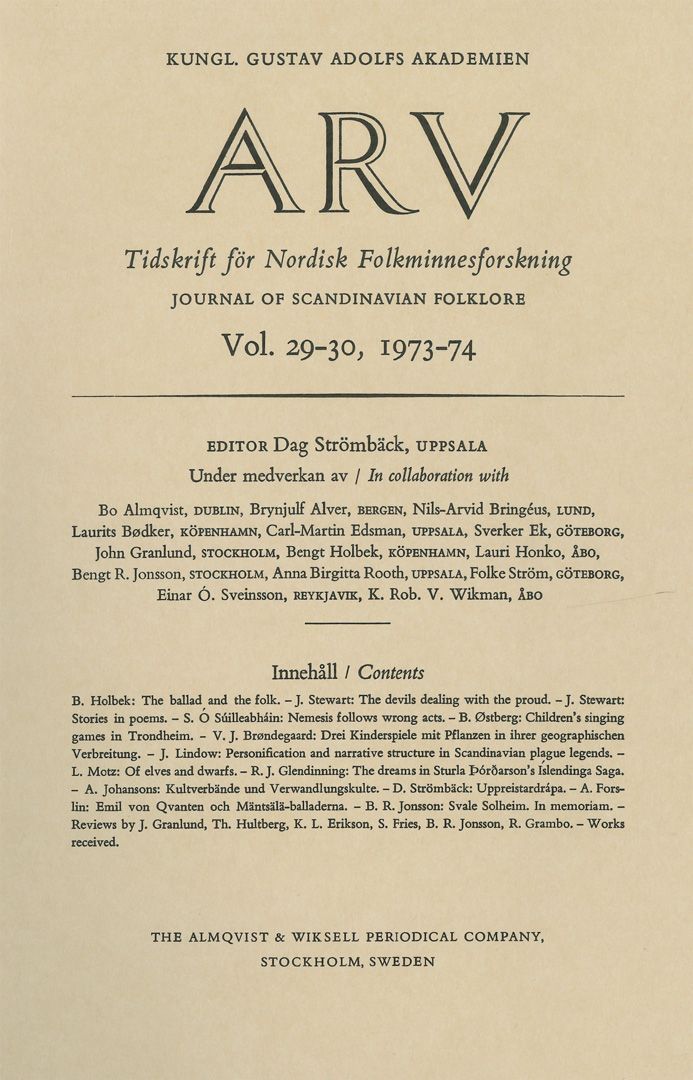 KUNGL. GUSTAV ADOLFS AKADEMIEN
ARV
Tidskrift för Nordisk Folkminnesforskning
JOURNAL OF SCANDINAVIAN FOLKLORE
Vol. 29–30, 1973–74
EDITOR Dag Strömbäck, UPPSALA
Under medverkan av / In collaboration with
Bo Almqvist, DUBLIN, Brynjulf Alver, BERGEN, Nils-Arvid Bringéus, LUND,
Laurits Bødker, KÖPENHAMN, Carl-Martin Edsman, UPPSALA, Sverker Ek, GÖTEBORG,
John Granlund, STOCKHOLM, Bengt Holbek, KÖPENHAMN, Lauri Honko, ÅBO,
Bengt R. Jonsson, STOCKHOLM, Anna Birgitta Rooth, UPPSALA, Folke Ström, GÖTEBORG,
Einar Ó. Sveinsson, REYKJAVIK, K. Rob. V. Wikman, ÅBO
Innehåll / Contents
B. Holbek: The ballad and the folk. – J. Stewart: The devils dealing with the proud. – J. Stewart:
Stories in poems. – S. Ó Súilleabháin: Nemesis follows wrong acts. – B. Østberg: Children's singing
games in Trondheim. – V. J. Brøndegaard: Drei Kinderspiele mit Pflanzen in ihrer geographischen
Verbreitung. – J. Lindow: Personification and narrative structure in Scandinavian plague legends. –
L. Motz: Of elves and dwarfs. – R. J. Glendinning: The dreams in Sturla Þórðarson's Íslendinga Saga.
– A. Johansons: Kultverbände und Verwandlungskulte. – D. Strömbäck: Uppreistardrápa. – A. Fors-
lin: Emil von Qvanten och Mäntsälä-balladerna. – B. R. Jonsson: Svale Solheim. In memoriam. –
Reviews by J. Granlund, Th. Hultberg, K. L. Erikson, S. Fries, B. R. Jonsson, R. Grambo. – Works
received.
THE ALMQVIST & WIKSELL PERIODICAL COMPANY,
STOCKHOLM, SWEDEN